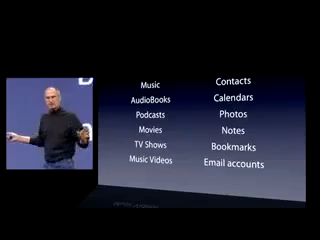 Music
AudioBooks
Podcasts
Movies
TV Shows
Music Videos
Contacts
Calendars
Photos
Notes
Bookmarks
Email accounts